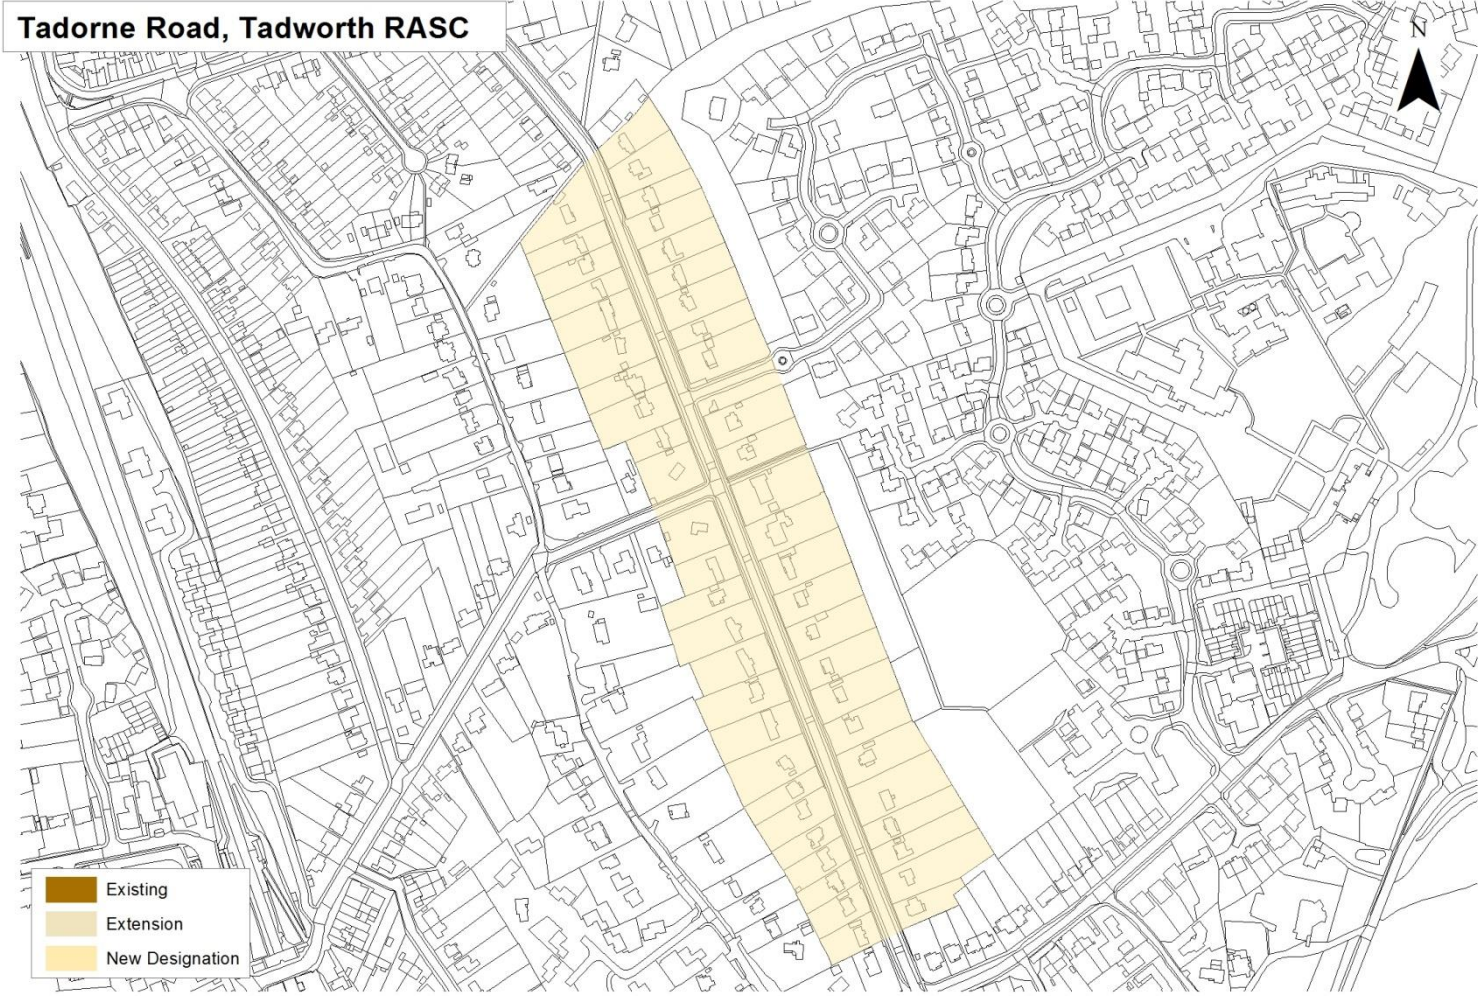 Tadorne Road, Tadworth RASC
N
Existing
Extension
New Designation